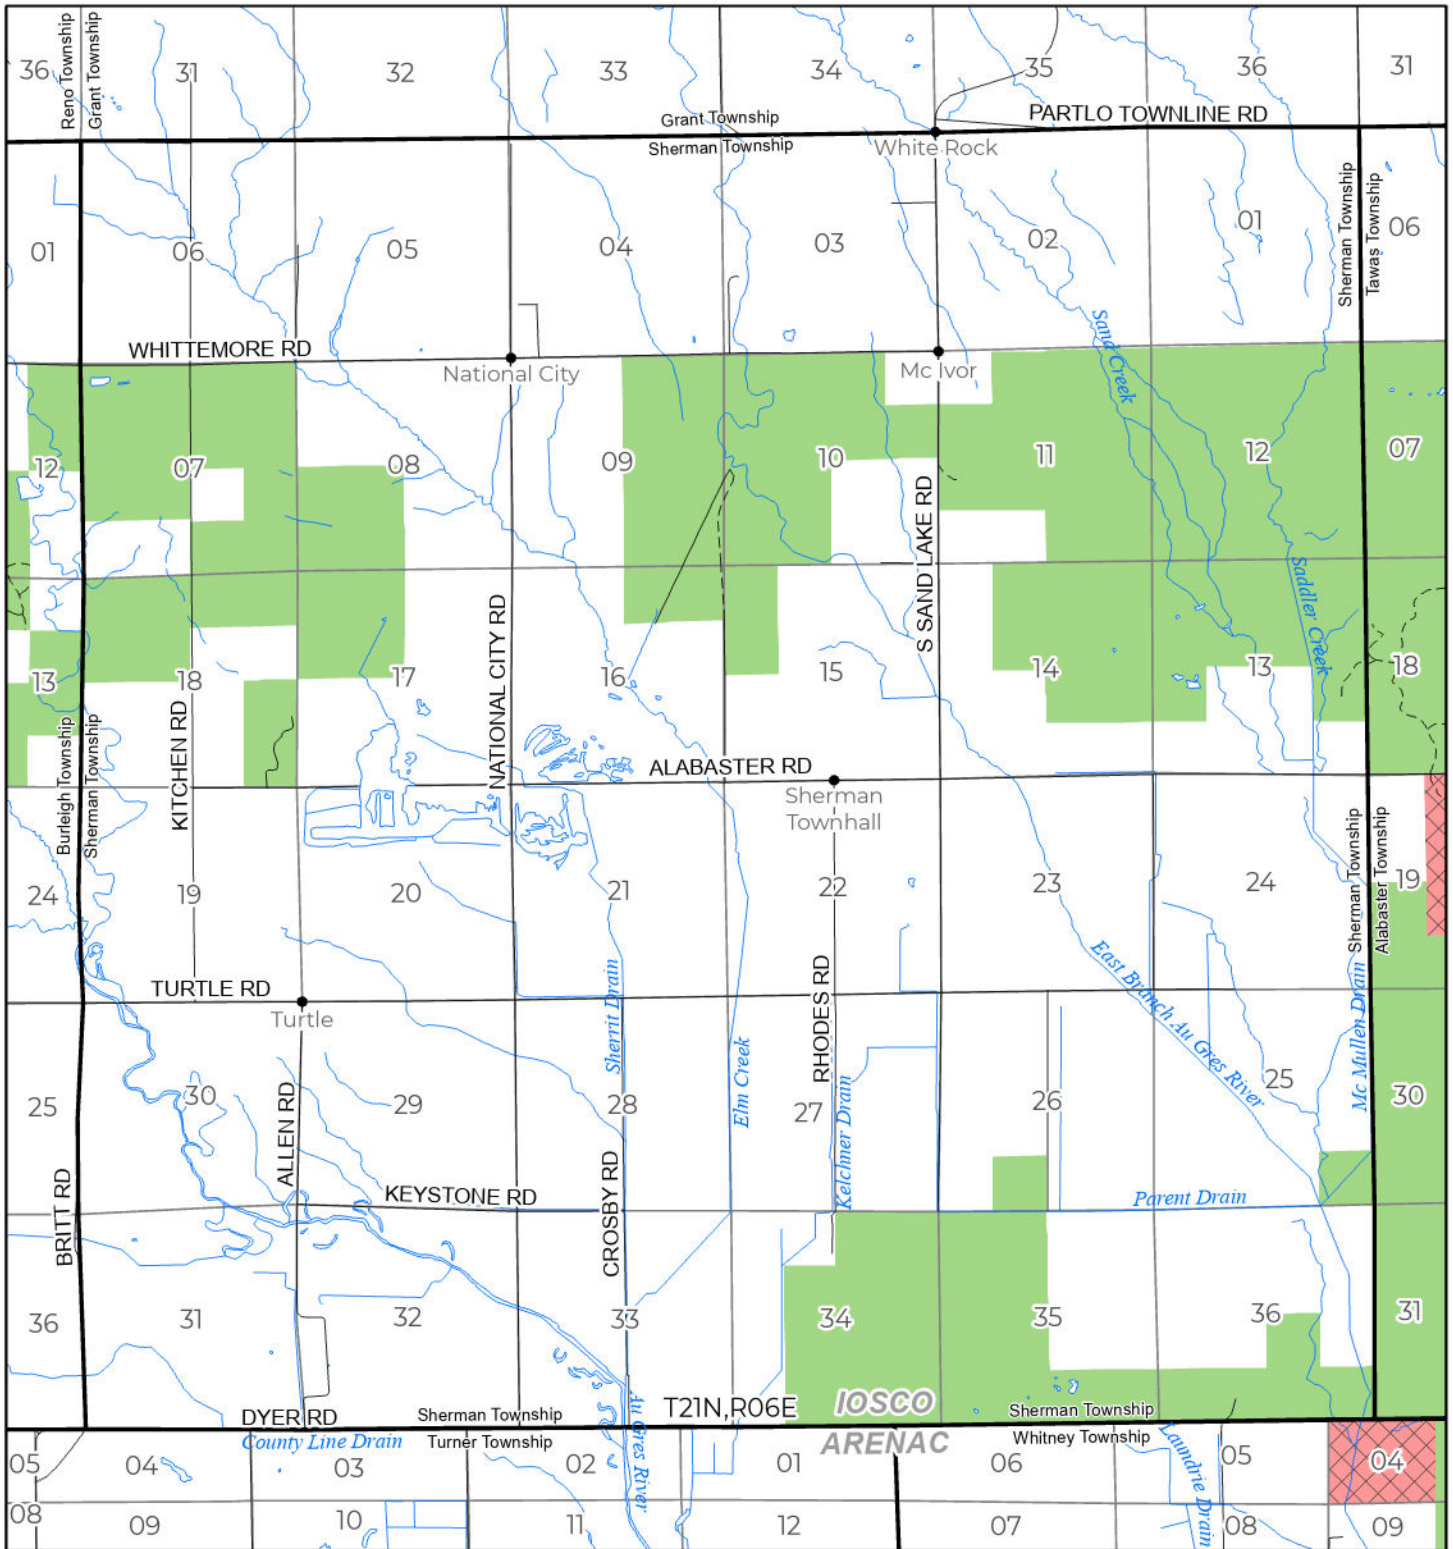 36
Reno Township
Grant Township
31
32
33
34
35
36
31
PARTLO TOWNLINE RD
Grant Township
Sherman Township
White Rock
01
06
05
04
03
02
01
Sherman Township
Tawas Township
06
WHITTEMORE RD
National City
Mc Ivor
Sand Creek
12
07
08
09
10
11
12
07
S SAND LAKE RD
NATIONAL CITY RD
Saddler Creek
13
18
17
16
15
14
13
18
Burleigh Township
Sherman Township
KITCHEN RD
ALABASTER RD
Sherman
Townhall
24
19
20
21
22
23
24
19
Sherman Township
Alabaster Township
TURTLE RD
Turtle
Sherrit Drain
RHODES RD
East Branch Au Gres River
Mc Mullen Drain
Elm Creek
Kelchner Drain
25
30
29
28
27
26
25
30
ALLEN RD
BRITT RD
KEYSTONE RD
CROSBY RD
Parent Drain
36
31
32
33
34
35
36
31
DYER RD
Sherman Township
T21N,R06E
IOSCO
Sherman Township
County Line Drain
Turner Township
Au Gres River
ARENAC
Whitney Township
Laundrie Drain
05
04
03
02
01
06
05
04
08
09
10
11
12
07
08
09